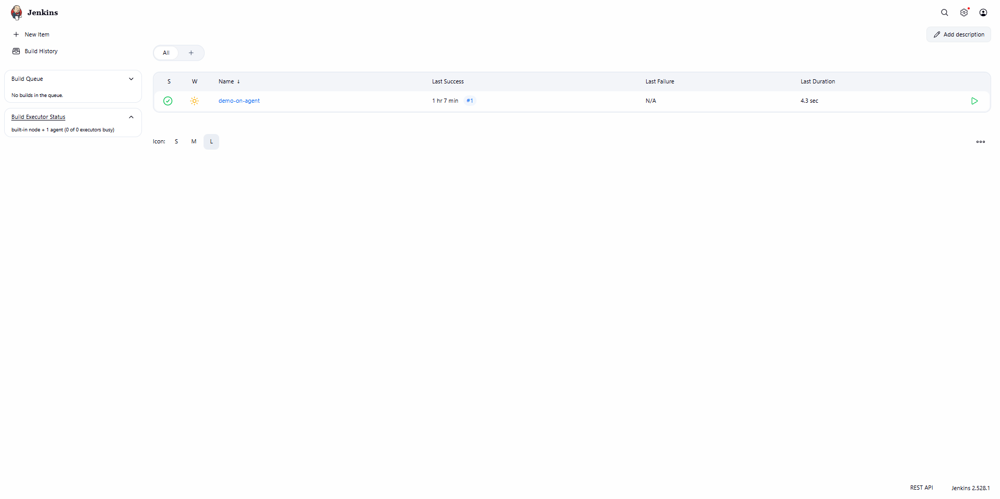 Jenkins
New Item
Build History
Add description
All
Build Queue
No builds in the queue.
Build Executor Status
built-in node + 1 agent (0 of 0 executors busy)
S W Name ↓ Last Success Last Failure Last Duration
demo-on-agent 1 hr 7 min #1 N/A 4.3 sec
Icon: S M L
REST API Jenkins 2.528.1